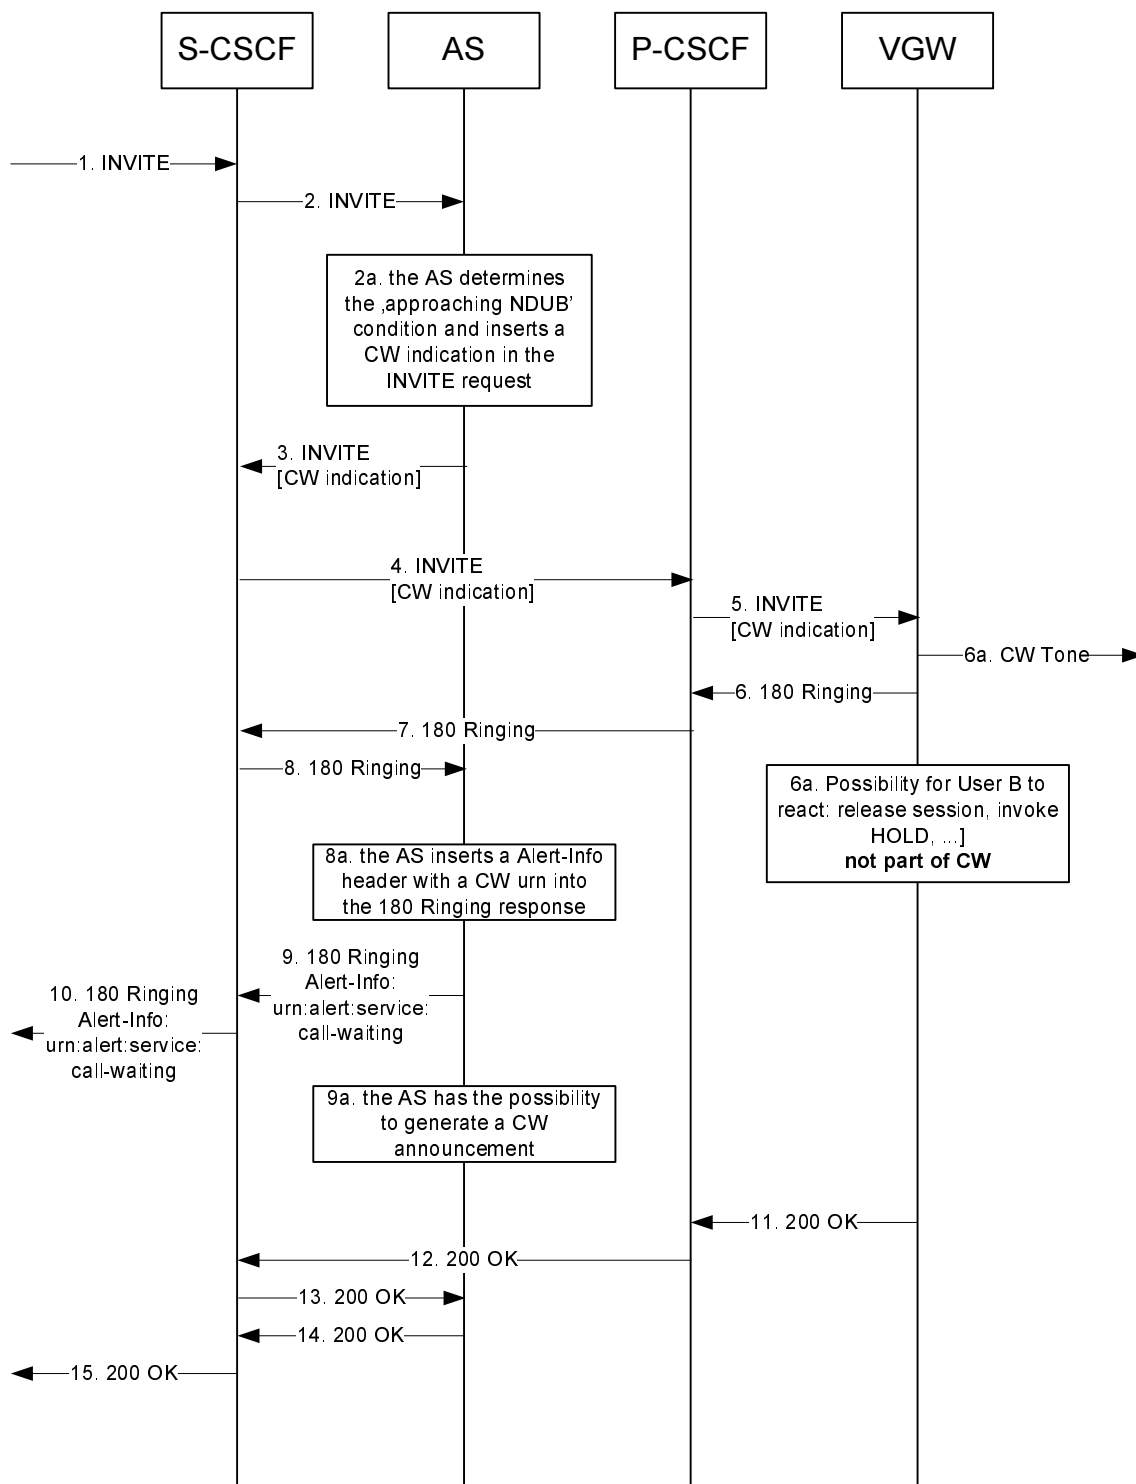 S-CSCF
AS
P-CSCF
VGW
1. INVITE
2. INVITE
2a. the AS determines
the ‚approaching NDUB’
condition and inserts a
CW indication in the
INVITE request
3. INVITE
[CW indication]
4. INVITE
[CW indication]
5. INVITE
[CW indication]
6a. CW Tone
6. 180 Ringing
7. 180 Ringing
8. 180 Ringing
6a. Possibility for User B to
react: release session, invoke
HOLD, ...]
not part of CW
8a. the AS inserts a Alert-Info
header with a CW urn into
the 180 Ringing response
9. 180 Ringing
Alert-Info:
urn:alert:service:
call-waiting
10. 180 Ringing
Alert-Info:
urn:alert:service:
call-waiting
9a. the AS has the possibility
to generate a CW
announcement
11. 200 OK
12. 200 OK
13. 200 OK
14. 200 OK
15. 200 OK